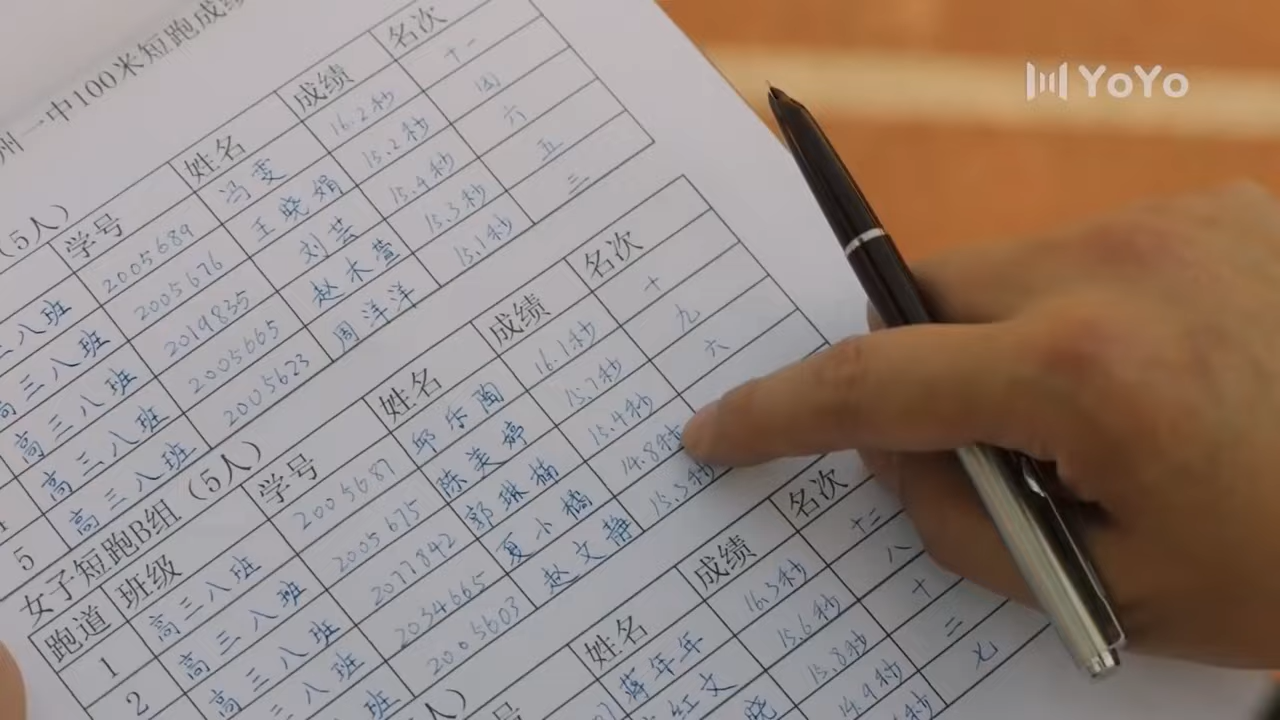 YOYO
州一中100米短跑成绩
(5人)
学号 姓名 成绩 名次
三八班 2005689 冯雯 16.2秒 十一
高三八班 2005676 王晓娟 15.2秒 四
高三八班 2019835 刘芸 15.4秒 六
高三八班 2005665 赵木萱 15.3秒 五
5 高三八班 2005623 周洋洋 15.1秒 三
女子短跑B组(5人)
跑道 班级 学号 姓名 成绩 名次
1 高三八班 2005687 邱乐陶 16.1秒 十
2 高三八班 2005675 陈美婷 15.7秒 九
高三八班 2077842 郭琳楠 15.4秒 六
八班 2034665 夏小橘 14.8秒
班 2005603 赵文静 15.5秒
人)
号 姓名 成绩 名次
蒋年年 16.3秒 十二
红文 15.6秒 八
晓 15.8秒 十
14.9秒 二
七